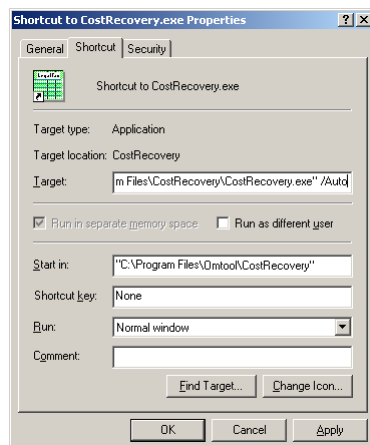 Shortcut to CostRecovery.exe Properties
General Shortcut Security
Shortcut to CostRecovery.exe
Target type: Application
Target location: CostRecovery
Target: m Files\CostRecovery\CostRecovery.exe" /Auto
Run in separate memory space Run as different user
Start in: "C:\Program Files\Omtool\CostRecovery"
Shortcut key: None
Run: Normal window
Comment:
Find Target... Change Icon...
OK Cancel Apply